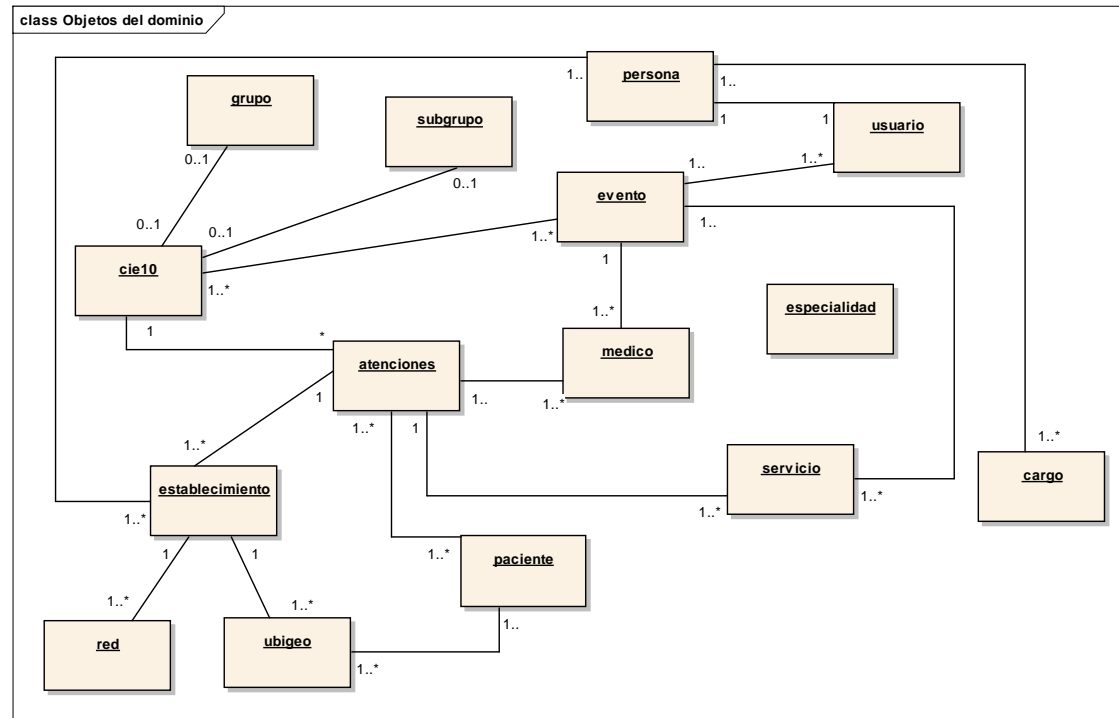 class Objetos del dominio
persona
1..
1..
grupo
subgrupo
usuario
1
1
0..1
0..1
1..
1..*
evento
0..1
0..1
1..*
1..
cie10
1..*
1
especialidad
1
*
1..*
medico
atenciones
1
1..
1..*
1..*
1
1..*
servicio
1..*
cargo
establecimiento
1..*
1..*
1..*
1
1
1..*
paciente
1..*
1..*
red
ubigeo
1..
1..*